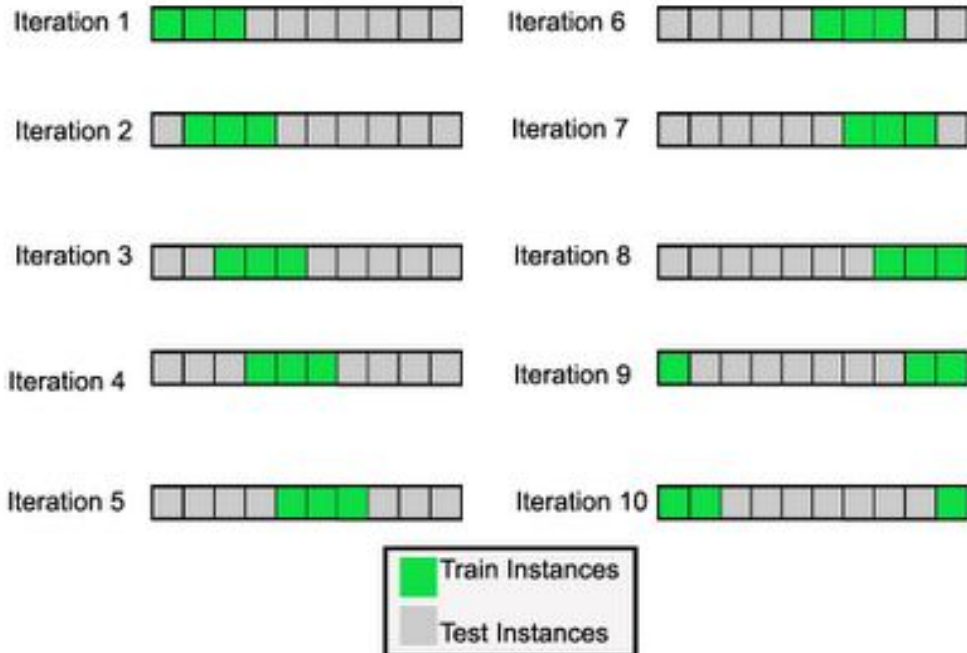 Iteration 1
Iteration 2
Iteration 3
Iteration 4
Iteration 5
Iteration 6
Iteration 7
Iteration 8
Iteration 9
Iteration 10
Train Instances
Test Instances